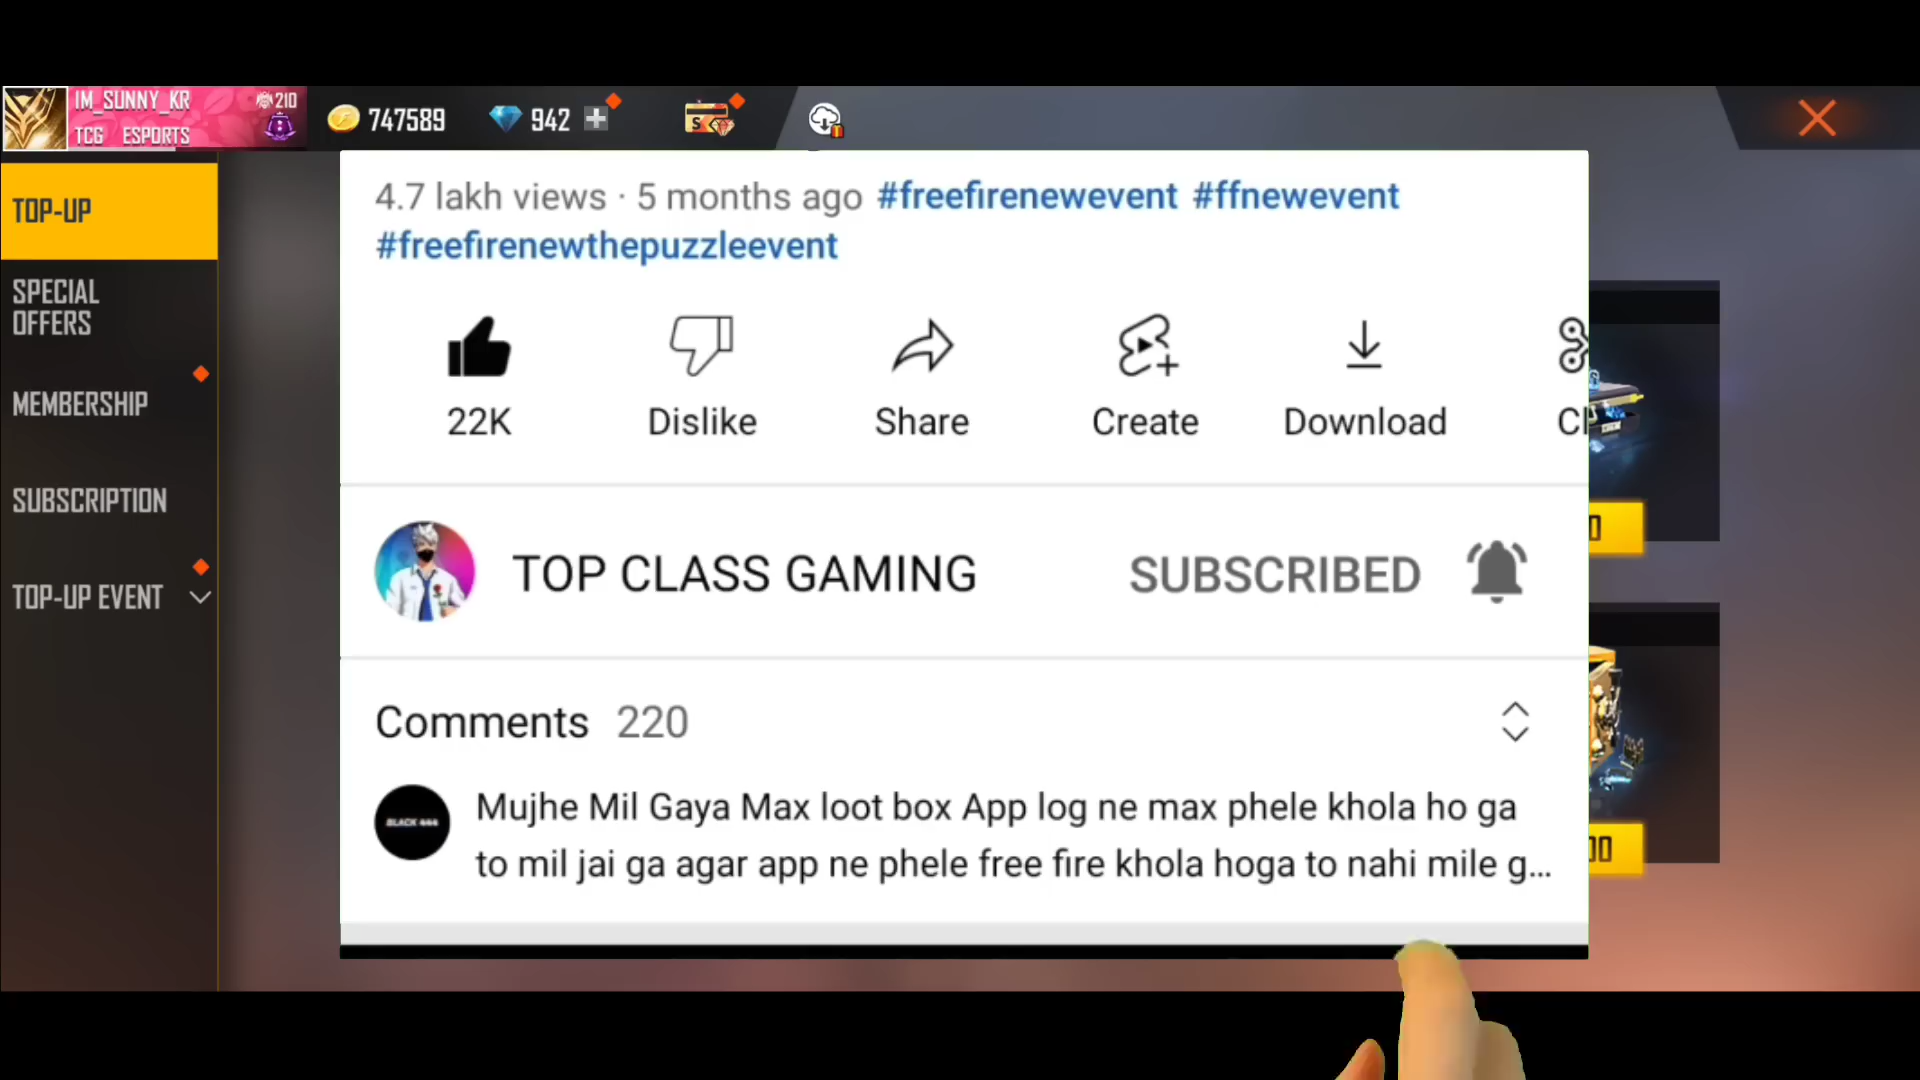 IM_SUNNY_KR
210
TCG ESPORTS
747589
942
TOP-UP
SPECIAL
OFFERS
MEMBERSHIP
SUBSCRIPTION
TOP-UP EVENT
4.7 lakh views · 5 months ago #freefirenewevent #ffnewevent
#freefirenewthepuzzleevent
22K
Dislike
Share
Create
Download
TOP CLASS GAMING
SUBSCRIBED
Comments 220
Mujhe Mil Gaya Max loot box App log ne max phele khola ho ga
to mil jai ga agar app ne phele free fire khola hoga to nahi mile g...